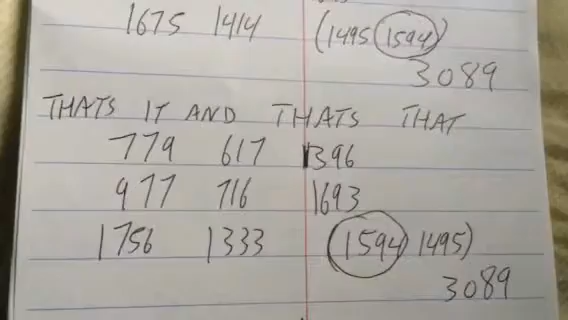 1675 1414 (1495 1594)
3089
THATS IT AND THATS THAT
779 617 1396
977 716 1693
1756 1333 1594 1495)
3089